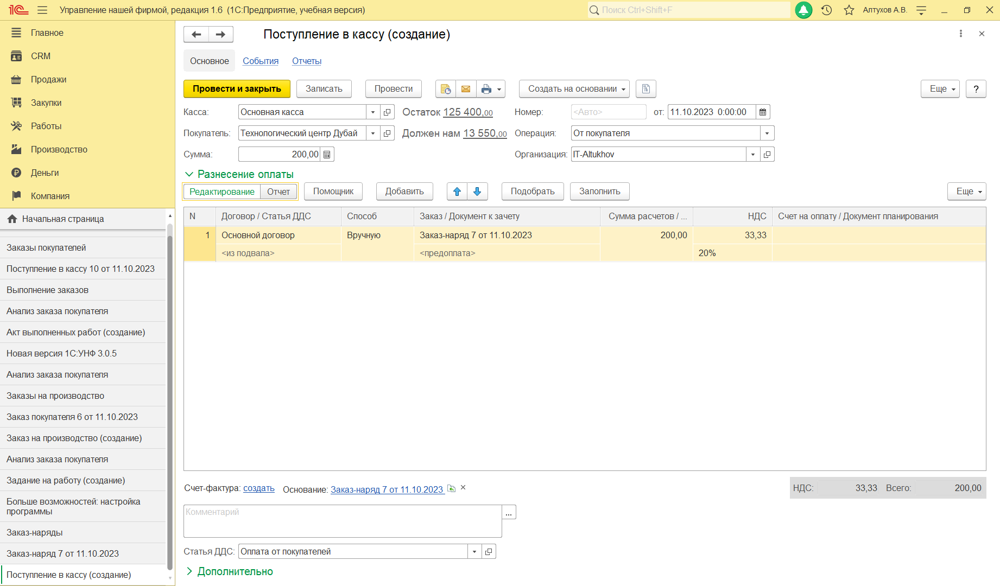 1С Управление нашей фирмой, редакция 1.6 (1С:Предприятие, учебная версия) Поиск Ctrl+Shift+F Алтухов А.В.
Главное
CRM
Продажи
Закупки
Работы
Производство
Деньги
Компания
Начальная страница
Заказы покупателей
Поступление в кассу 10 от 11.10.2023
Выполнение заказов
Анализ заказа покупателя
Акт выполненных работ (создание)
Новая версия 1С:УНФ 3.0.5
Анализ заказа покупателя
Заказы на производство
Заказ покупателя 6 от 11.10.2023
Заказ на производство (создание)
Анализ заказа покупателя
Задание на работу (создание)
Больше возможностей: настройка
программы
Заказ-наряды
Заказ-наряд 7 от 11.10.2023
Поступление в кассу (создание)
Поступление в кассу (создание)
Основное События Отчеты
Провести и закрыть Записать Провести Создать на основании Еще ?
Касса: Основная касса Остаток 125 400,00 Номер: <Авто> от: 11.10.2023 0:00:00
Покупатель: Технологический центр Дубай Должен нам 13 550,00 Операция: От покупателя
Сумма: 200,00 Организация: IT-Altukhov
Разнесение оплаты
Редактирование Отчет Помощник Добавить Подобрать Заполнить Еще
N Договор / Статья ДДС Способ Заказ / Документ к зачету Сумма расчетов / ... НДС Счет на оплату / Документ планирования
1 Основной договор Вручную Заказ-наряд 7 от 11.10.2023 200,00 33,33
<из подвала> <предоплата> 20%
Счет-фактура: создать Основание: Заказ-наряд 7 от 11.10.2023 НДС: 33,33 Всего: 200,00
Комментарий ...
Статья ДДС: Оплата от покупателей
Дополнительно